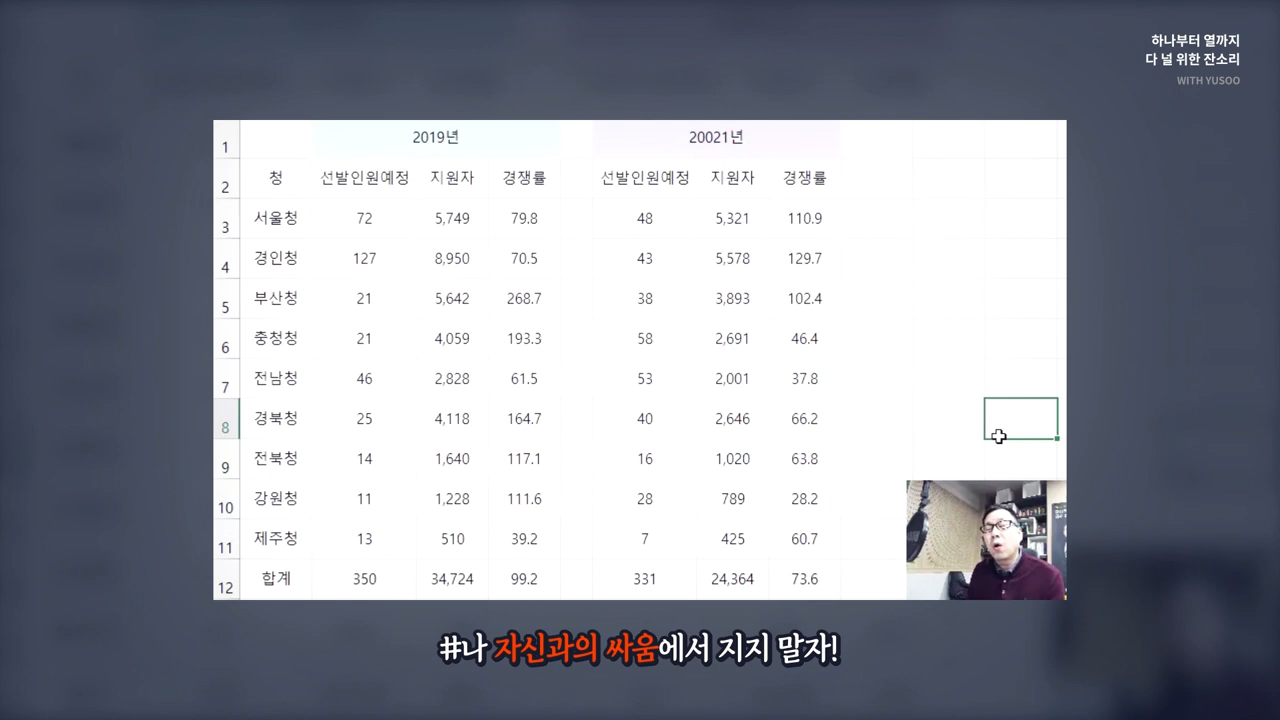 하나부터 열까지
다 널 위한 잔소리
WITH YUSOO
1 2019년 20021년
2 청 선발인원예정 지원자 경쟁률 선발인원예정 지원자 경쟁률
3 서울청 72 5,749 79.8 48 5,321 110.9
4 경인청 127 8,950 70.5 43 5,578 129.7
5 부산청 21 5,642 268.7 38 3,893 102.4
6 충청청 21 4,059 193.3 58 2,691 46.4
7 전남청 46 2,828 61.5 53 2,001 37.8
8 경북청 25 4,118 164.7 40 2,646 66.2
9 전북청 14 1,640 117.1 16 1,020 63.8
10 강원청 11 1,228 111.6 28 789 28.2
11 제주청 13 510 39.2 7 425 60.7
12 합계 350 34,724 99.2 331 24,364 73.6
#나 자신과의 싸움에서 지지 말자!